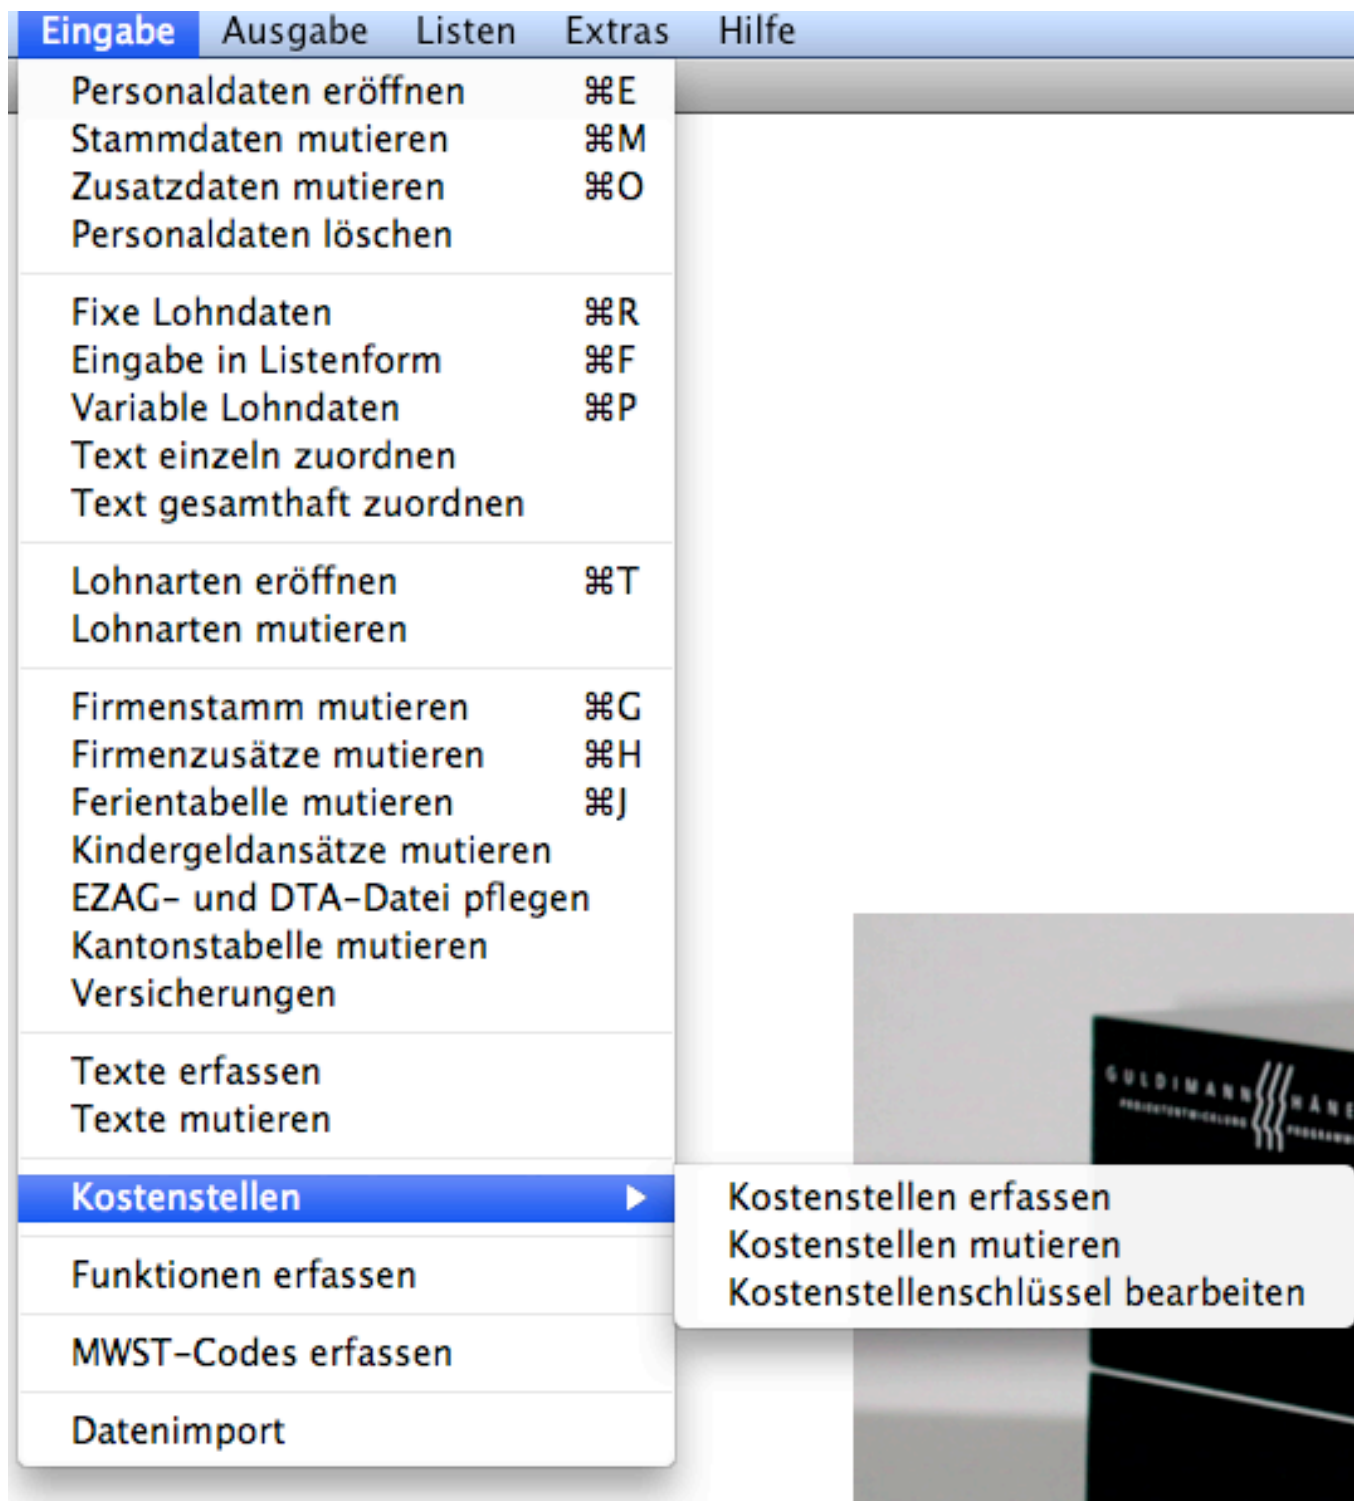 Eingabe Ausgabe Listen Extras Hilfe
Personaldaten eröffnen ⌘E
Stammdaten mutieren ⌘M
Zusatzdaten mutieren ⌘O
Personaldaten löschen
Fixe Lohndaten ⌘R
Eingabe in Listenform ⌘F
Variable Lohndaten ⌘P
Text einzeln zuordnen
Text gesamthaft zuordnen
Lohnarten eröffnen ⌘T
Lohnarten mutieren
Firmenstamm mutieren ⌘G
Firmenzusätze mutieren ⌘H
Ferientabelle mutieren ⌘J
Kindergeldansätze mutieren
EZAG- und DTA-Datei pflegen
Kantonstabelle mutieren
Versicherungen
Texte erfassen
Texte mutieren
Kostenstellen
Kostenstellen erfassen
Kostenstellen mutieren
Kostenstellenschlüssel bearbeiten
Funktionen erfassen
MWST-Codes erfassen
Datenimport
GULDIMANN